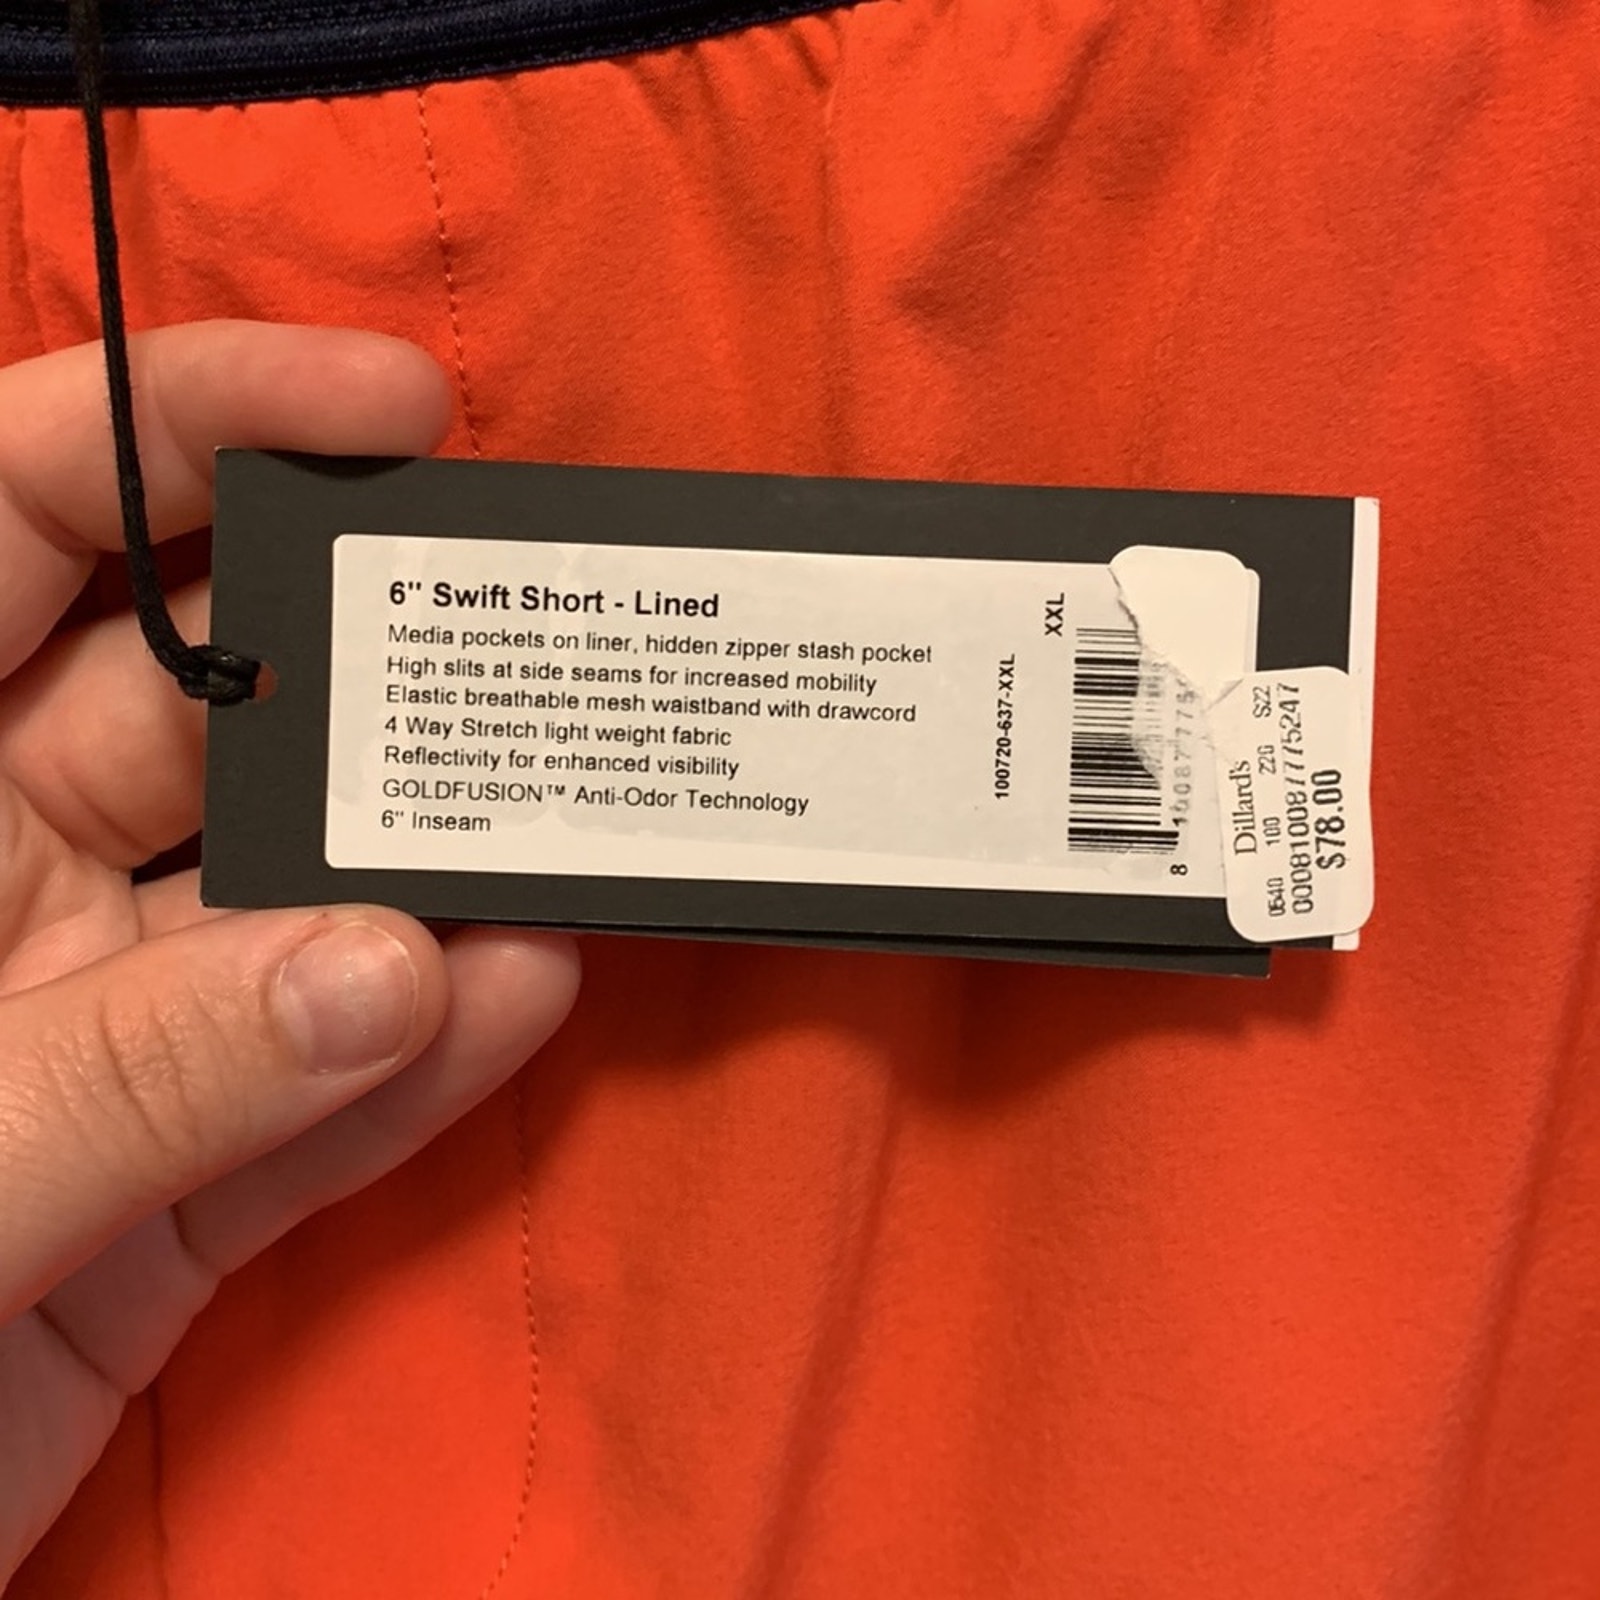 6" Swift Short - Lined
Media pockets on liner, hidden zipper stash pocket
High slits at side seams for increased mobility
Elastic breathable mesh waistband with drawcord
4 Way Stretch light weight fabric
Reflectivity for enhanced visibility
GOLDFUSION™ Anti-Odor Technology
6" Inseam
100720-637-XXL
XXL
8
Dillard's
0540 100 220 S22
000810087775247
$78.00